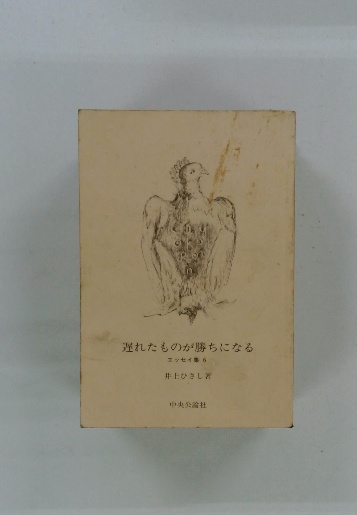 遅れたものが勝ちになる
エッセイ集 6
井上ひさし著
中央公論社